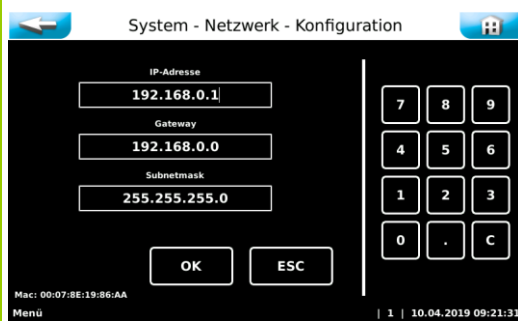 System - Netzwerk - Konfiguration
IP-Adresse
192.168.0.1
Gateway
192.168.0.0
Subnetmask
255.255.255.0
OK ESC
7 8 9
4 5 6
1 2 3
0 . C
Mac: 00:07:8E:19:86:AA
Menü | 1 | 10.04.2019 09:21:31